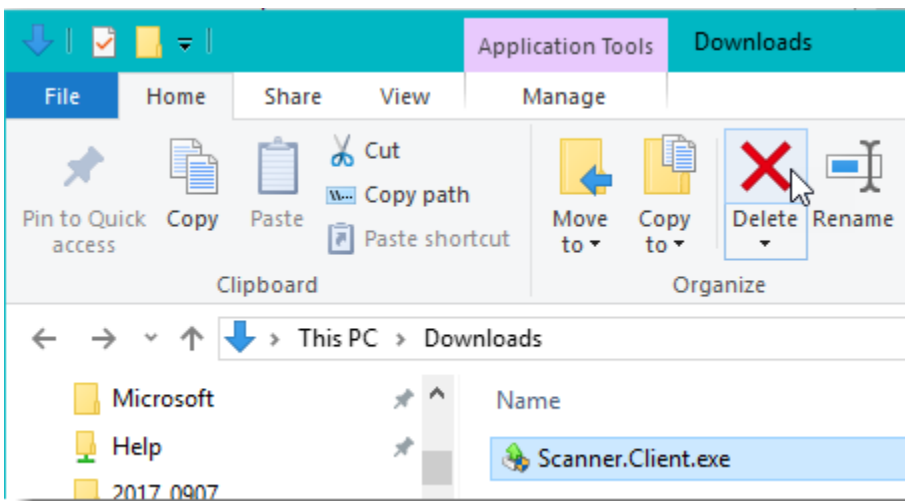 Application Tools Downloads
File Home Share View Manage
Pin to Quick access
Copy
Paste
Cut
Copy path
Paste shortcut
Move to
Copy to
Delete
Rename
Clipboard
Organize
This PC > Downloads
Microsoft
Help
2017_0907
Name
Scanner.Client.exe